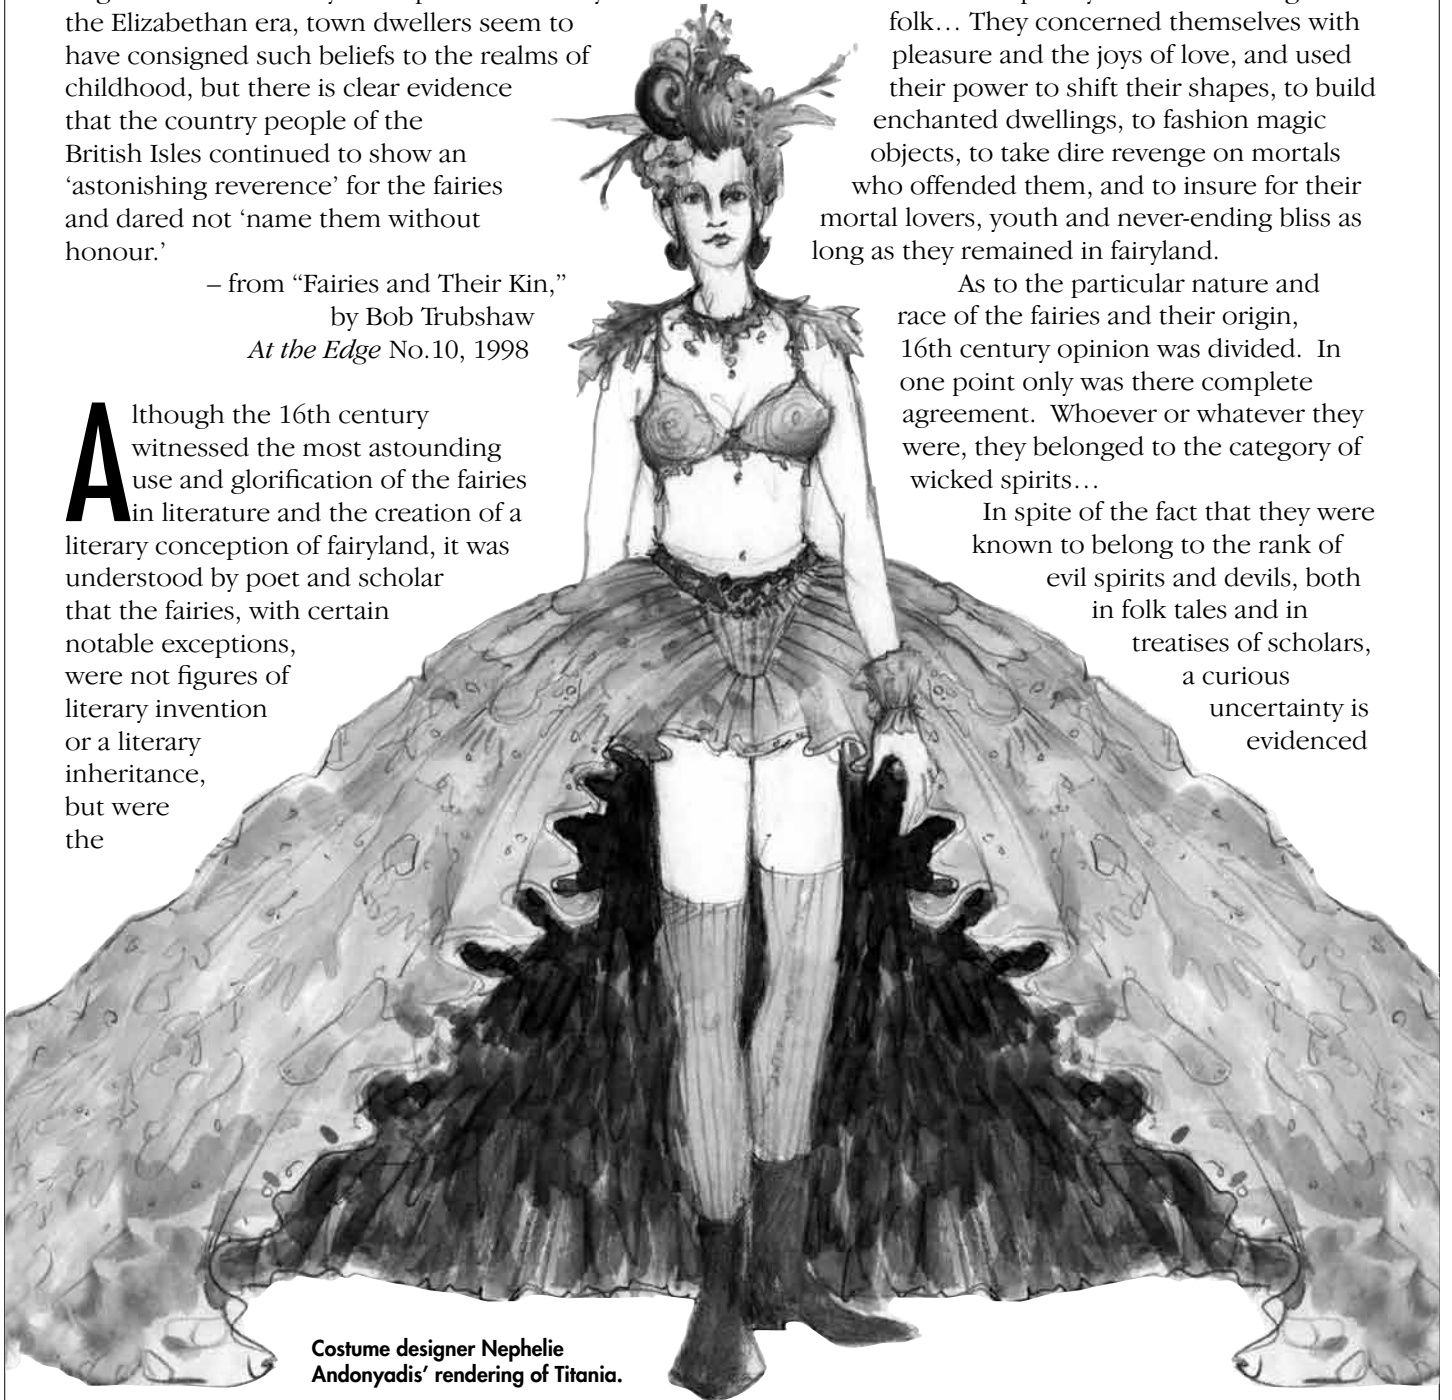 the Elizabethan era, town dwellers seem to
have consigned such beliefs to the realms of
childhood, but there is clear evidence
that the country people of the
British Isles continued to show an
‘astonishing reverence’ for the fairies
and dared not ‘name them without
honour.’
– from “Fairies and Their Kin,”
by Bob Trubshaw
At the Edge No.10, 1998
Although the 16th century
witnessed the most astounding
use and glorification of the fairies
in literature and the creation of a
literary conception of fairyland, it was
understood by poet and scholar
that the fairies, with certain
notable exceptions,
were not figures of
literary invention
or a literary
inheritance,
but were
the
folk… They concerned themselves with
pleasure and the joys of love, and used
their power to shift their shapes, to build
enchanted dwellings, to fashion magic
objects, to take dire revenge on mortals
who offended them, and to insure for their
mortal lovers, youth and never-ending bliss as
long as they remained in fairyland.
As to the particular nature and
race of the fairies and their origin,
16th century opinion was divided.  In
one point only was there complete
agreement.  Whoever or whatever they
were, they belonged to the category of
wicked spirits…
In spite of the fact that they were
known to belong to the rank of
evil spirits and devils, both
in folk tales and in
treatises of scholars,
a curious
uncertainty is
evidenced
Costume designer Nephelie
Andonyadis’ rendering of Titania.